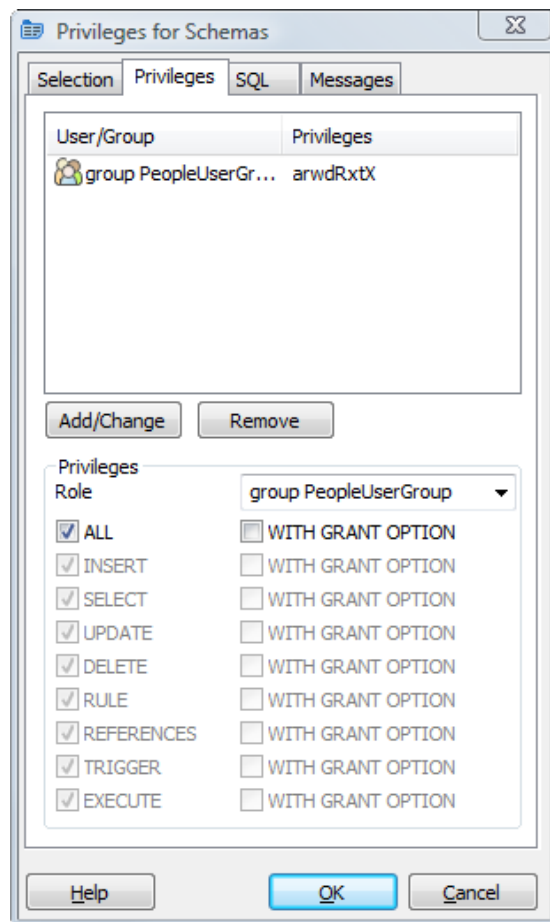 Privileges for Schemas
Selection Privileges SQL Messages
User/Group Privileges
group PeopleUserGr... arwdRxtX
Add/Change Remove
Privileges
Role group PeopleUserGroup
ALL WITH GRANT OPTION
INSERT WITH GRANT OPTION
SELECT WITH GRANT OPTION
UPDATE WITH GRANT OPTION
DELETE WITH GRANT OPTION
RULE WITH GRANT OPTION
REFERENCES WITH GRANT OPTION
TRIGGER WITH GRANT OPTION
EXECUTE WITH GRANT OPTION
Help OK Cancel